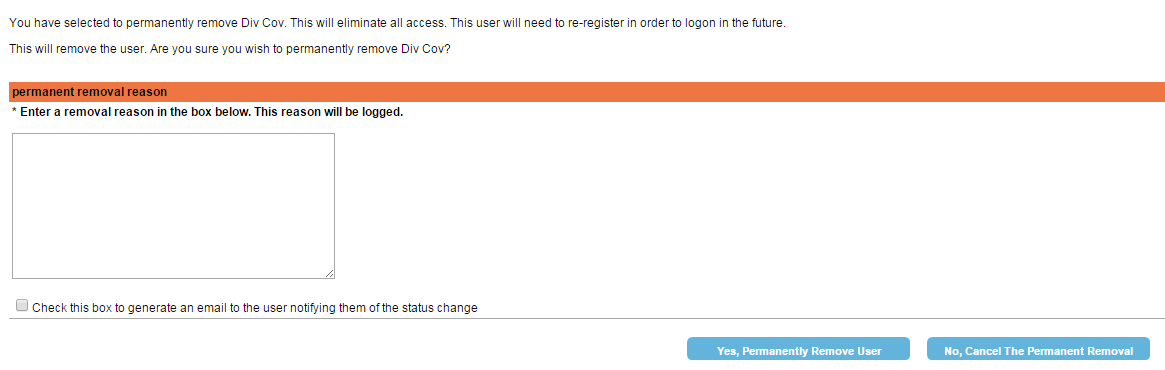 You have selected to permanently remove Div Cov. This will eliminate all access. This user will need to re-register in order to logon in the future.
This will remove the user. Are you sure you wish to permanently remove Div Cov?
permanent removal reason
* Enter a removal reason in the box below. This reason will be logged.
Check this box to generate an email to the user notifying them of the status change
Yes, Permanently Remove User No, Cancel The Permanent Removal